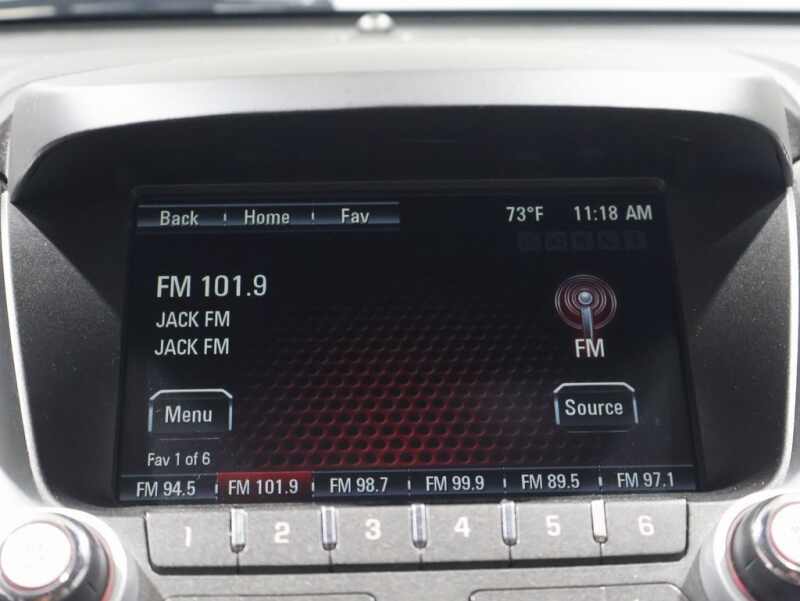 Back Home Fav 73°F 11:18 AM
FM 101.9
JACK FM
JACK FM
FM
Menu Source
Fav 1 of 6
FM 94.5 FM 101.9 FM 98.7 FM 99.9 FM 89.5 FM 97.1
1 2 3 4 5 6